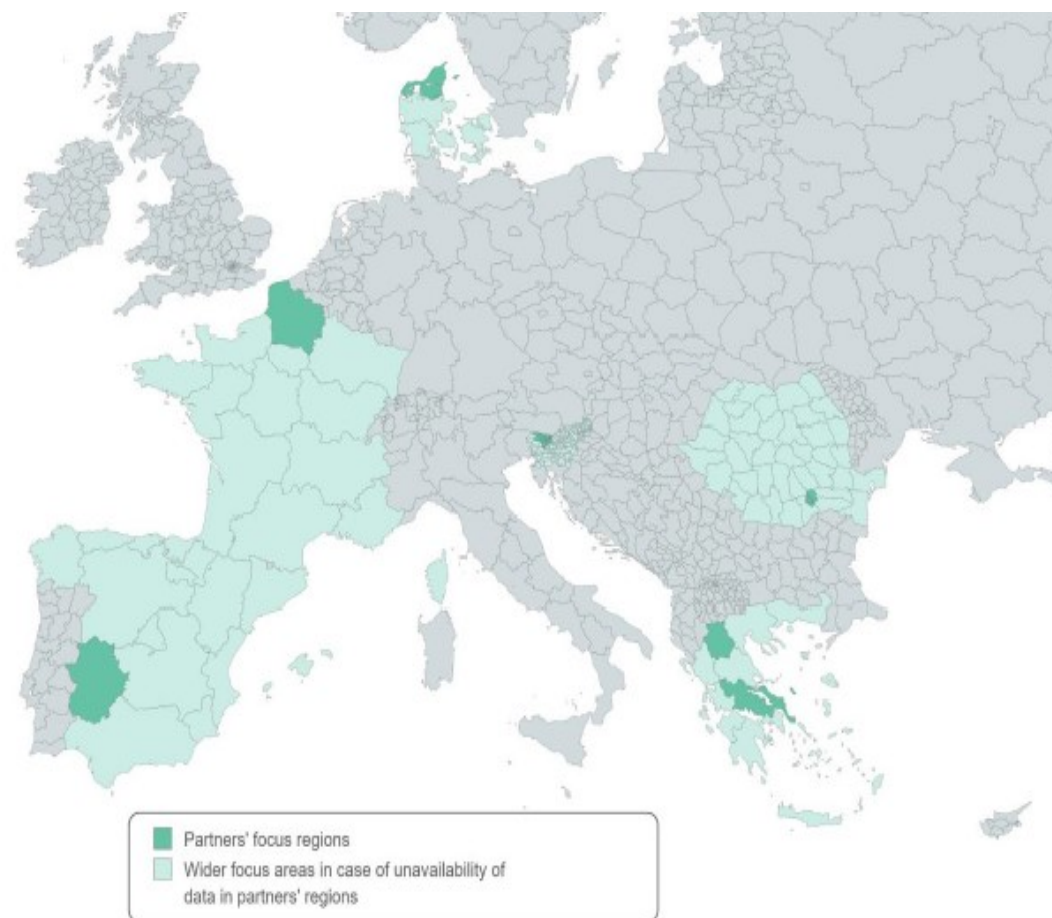 Partners' focus regions
Wider focus areas in case of unavailability of
data in partners' regions